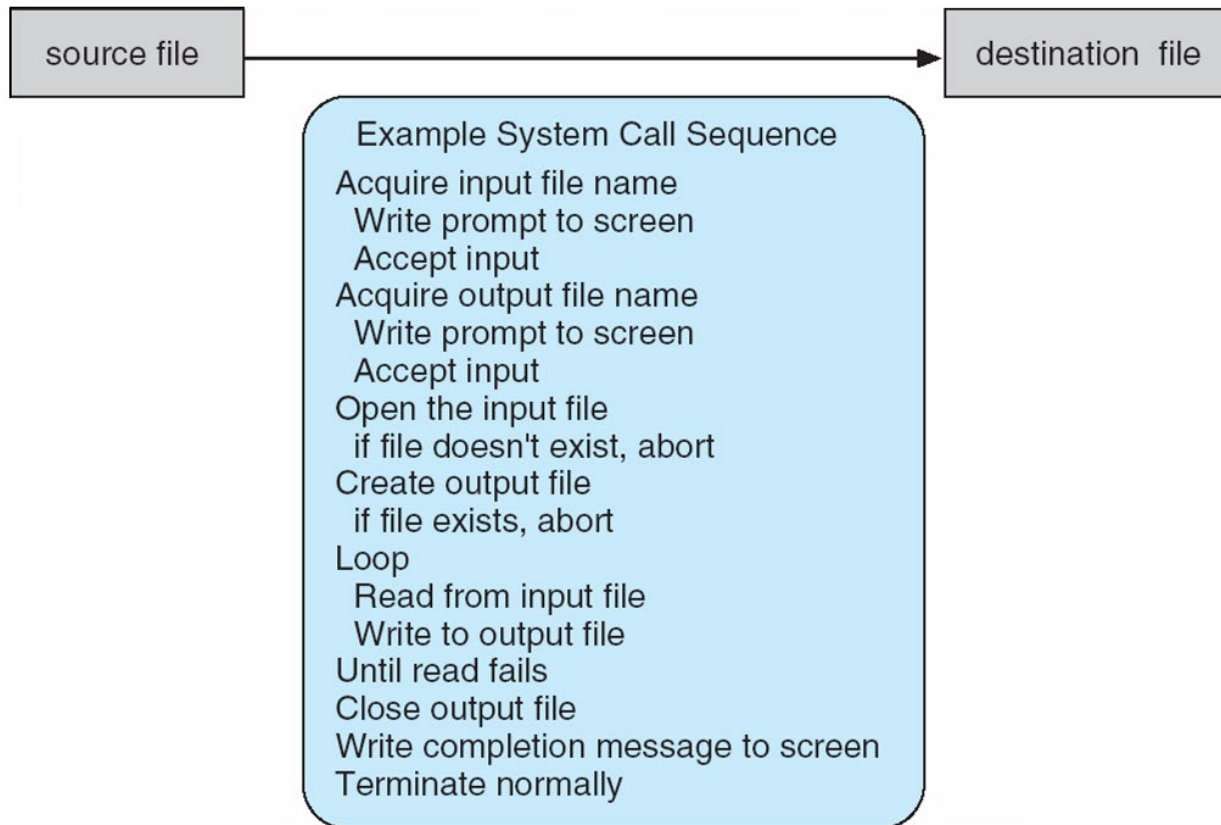 source file
destination file
Example System Call Sequence
Acquire input file name
Write prompt to screen
Accept input
Acquire output file name
Write prompt to screen
Accept input
Open the input file
if file doesn't exist, abort
Create output file
if file exists, abort
Loop
Read from input file
Write to output file
Until read fails
Close output file
Write completion message to screen
Terminate normally